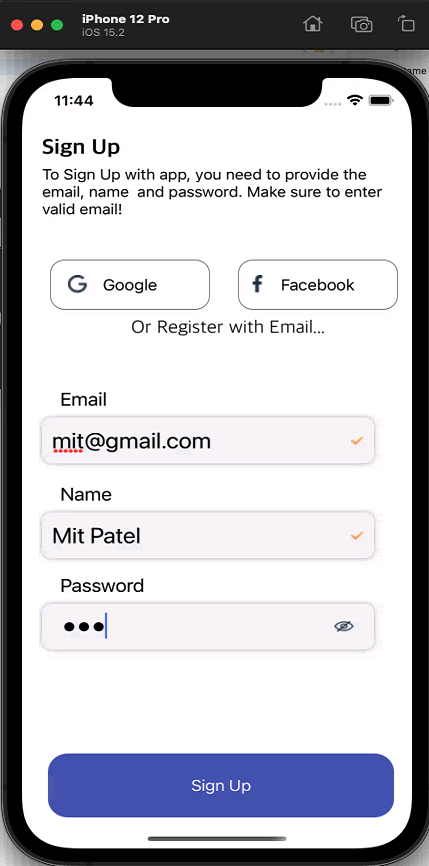 iPhone 12 Pro
iOS 15.2
ame
11:44
Sign Up
To Sign Up with app, you need to provide the
email, name  and password. Make sure to enter
valid email!
Google
Facebook
Or Register with Email...
Email
mit@gmail.com
Name
Mit Patel
Password
Sign Up